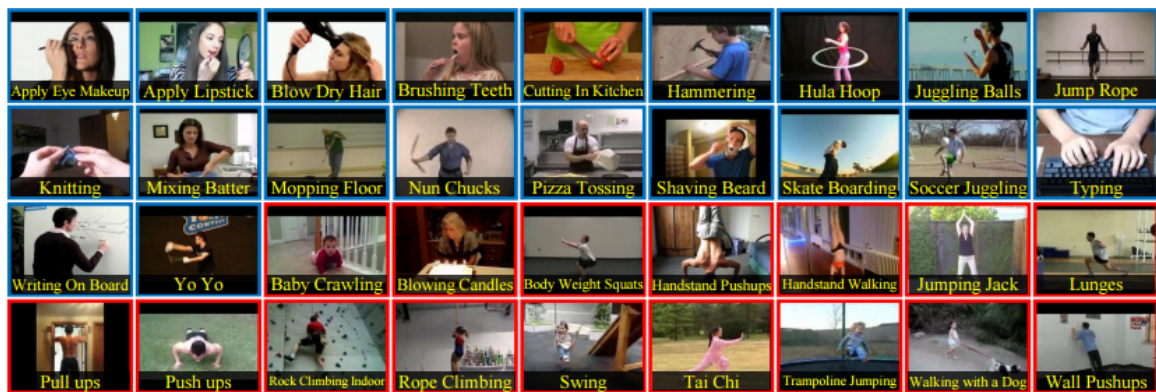 Apply Eye Makeup
Apply Lipstick
Blow Dry Hair
Brushing Teeth
Cutting In Kitchen
Hammering
Hula Hoop
Juggling Balls
Jump Rope
Knitting
Mixing Batter
Mopping Floor
Nun Chucks
Pizza Tossing
Shaving Beard
Skate Boarding
Soccer Juggling
Typing
Writing On Board
CONTEST
Yo Yo
Baby Crawling
Blowing Candles
Body Weight Squats
Handstand Pushups
Handstand Walking
Jumping Jack
Lunges
Pull ups
Push ups
Rock Climbing Indoor
Rope Climbing
Swing
Tai Chi
Trampoline Jumping
Walking with a Dog
Wall Pushups